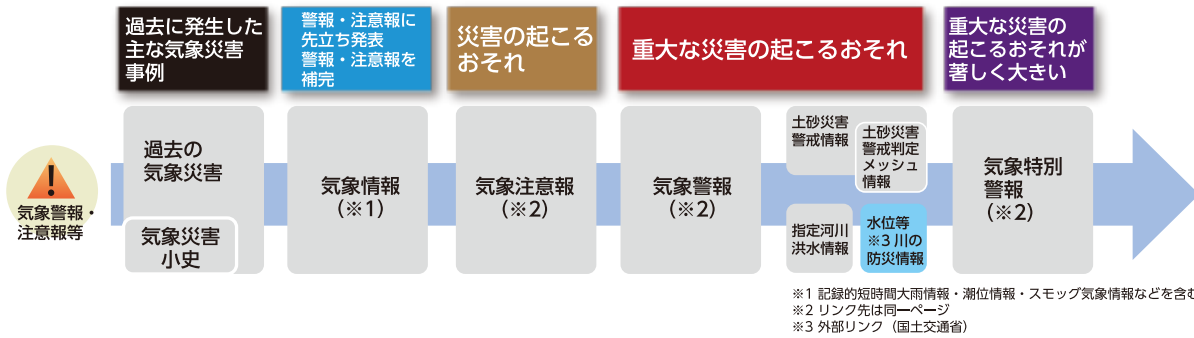 過去に発生した
主な気象災害
事例
警報・注意報に
先立ち発表
警報・注意報を
補完
災害の起こる
おそれ
重大な災害の起こるおそれ
重大な災害の
起こるおそれが
著しく大きい
!
気象警報・
注意報等
過去の
気象災害
気象災害
小史
気象情報
(※1)
気象注意報
(※2)
気象警報
(※2)
土砂災害
警戒情報
土砂災害
警戒判定
メッシュ
情報
指定河川
洪水情報
水位等
※3 川の
防災情報
気象特別
警報
(※2)
※1 記録的短時間大雨情報・潮位情報・スモッグ気象情報などを含む
※2 リンク先は同一ページ
※3 外部リンク（国土交通省）